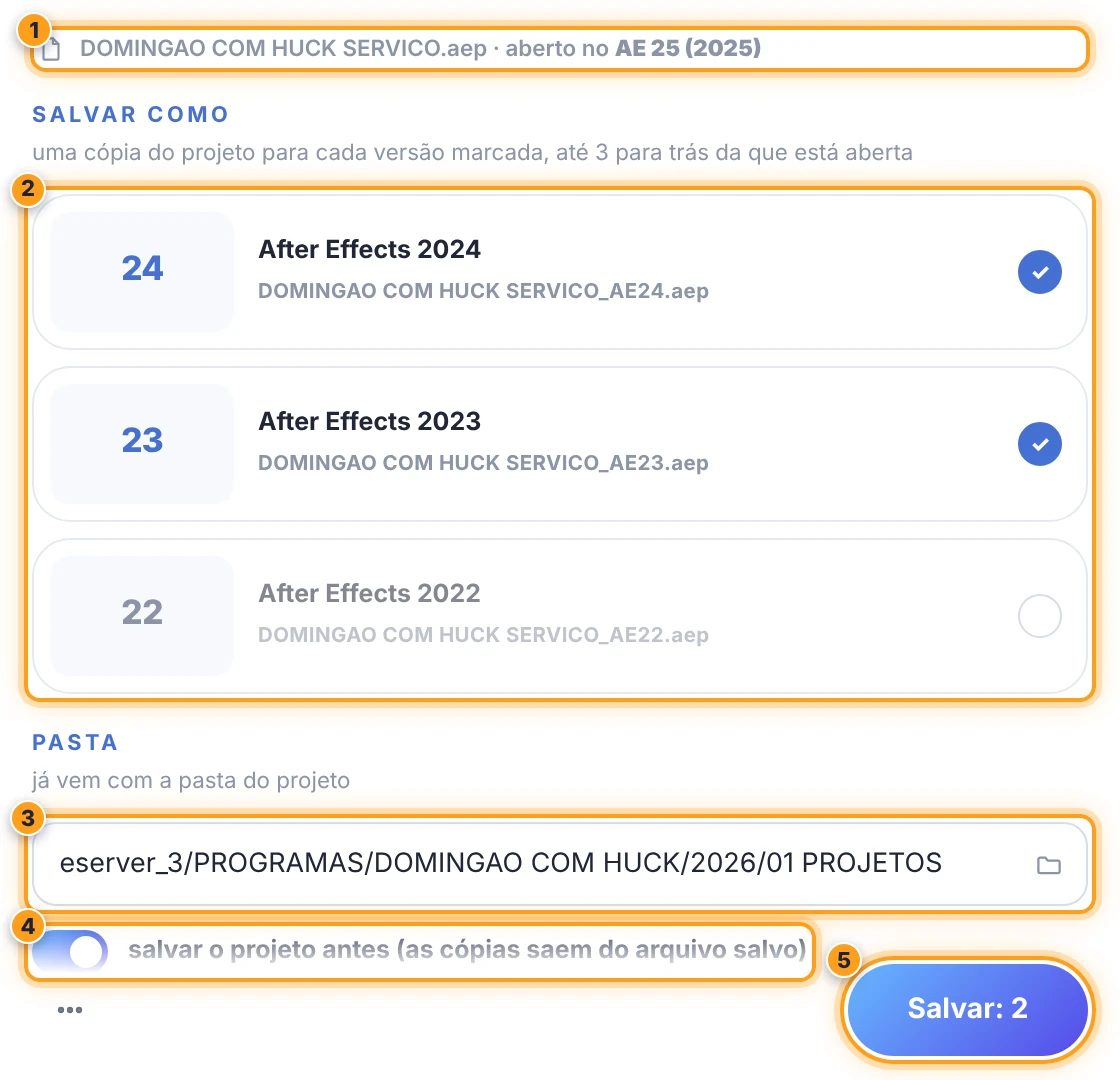 1
DOMINGAO COM HUCK SERVICO.aep · aberto no AE 25 (2025)
SALVAR COMO
uma cópia do projeto para cada versão marcada, até 3 para trás da que está aberta
2
24
After Effects 2024
DOMINGAO COM HUCK SERVICO_AE24.aep
23
After Effects 2023
DOMINGAO COM HUCK SERVICO_AE23.aep
22
After Effects 2022
DOMINGAO COM HUCK SERVICO_AE22.aep
PASTA
já vem com a pasta do projeto
3
eserver_3/PROGRAMAS/DOMINGAO COM HUCK/2026/01 PROJETOS
4
salvar o projeto antes (as cópias saem do arquivo salvo)
5
Salvar: 2
•••